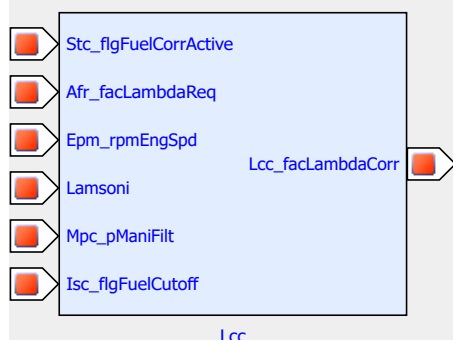 Stc_flgFuelCorrActive
Afr_facLambdaReq
Epm_rpmEngSpd
Lcc_facLambdaCorr
Lamsoni
Mpc_pManiFilt
Isc_flgFuelCutoff
Lcc